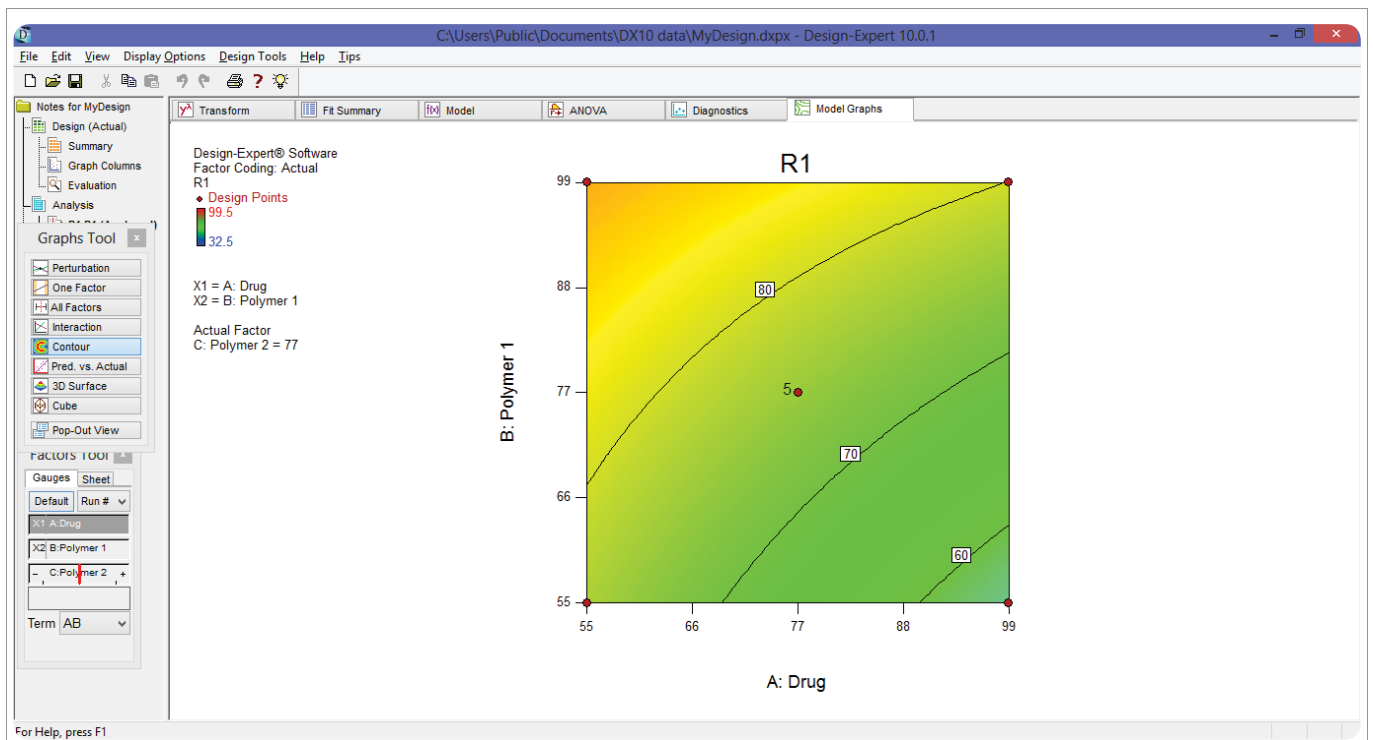 C:\Users\Public\Documents\DX10 data\MyDesign.dxpx - Design-Expert 10.0.1
File Edit View Display Options Design Tools Help Tips
Notes for MyDesign
Design (Actual)
Summary
Graph Columns
Evaluation
Analysis
Graphs Tool
Perturbation
One Factor
All Factors
Interaction
Contour
Pred. vs. Actual
3D Surface
Cube
Pop-Out View
Factors Tool
Gauges Sheet
Default Run #
X1 A:Drug
X2 B:Polymer 1
- C:Polymer 2 +
Term AB
Transform Fit Summary Model ANOVA Diagnostics Model Graphs
Design-Expert® Software
Factor Coding: Actual
R1
Design Points
99.5
32.5
X1 = A: Drug
X2 = B: Polymer 1
Actual Factor
C: Polymer 2 = 77
R1
B: Polymer 1
99
88
77
66
55
80
5
70
60
55 66 77 88 99
A: Drug
For Help, press F1